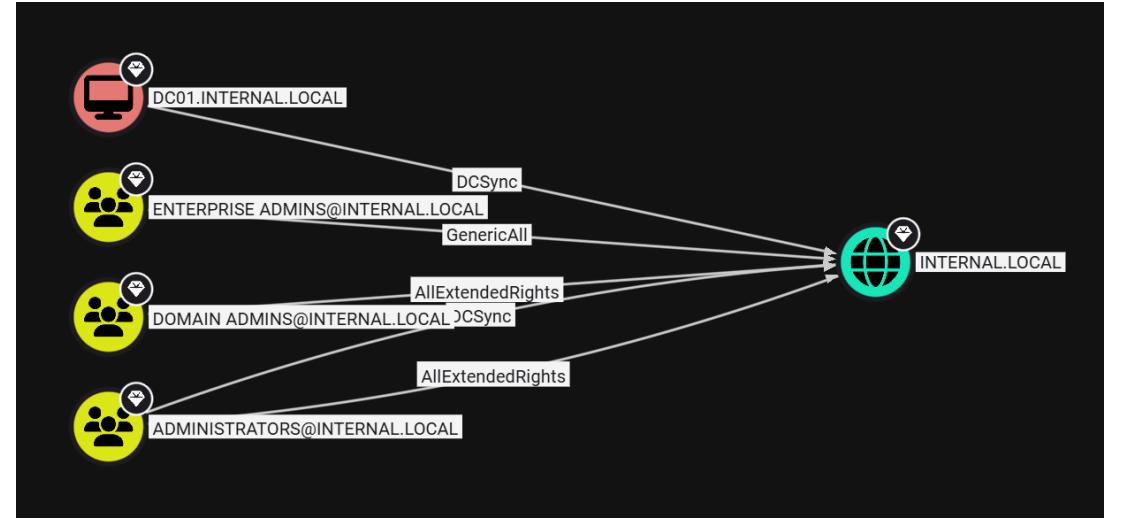 DC01.INTERNAL.LOCAL
DCSync
ENTERPRISE ADMINS@INTERNAL.LOCAL
GenericAll
INTERNAL.LOCAL
AllExtendedRights
DOMAIN ADMINS@INTERNAL.LOCAL
DCSync
AllExtendedRights
ADMINISTRATORS@INTERNAL.LOCAL